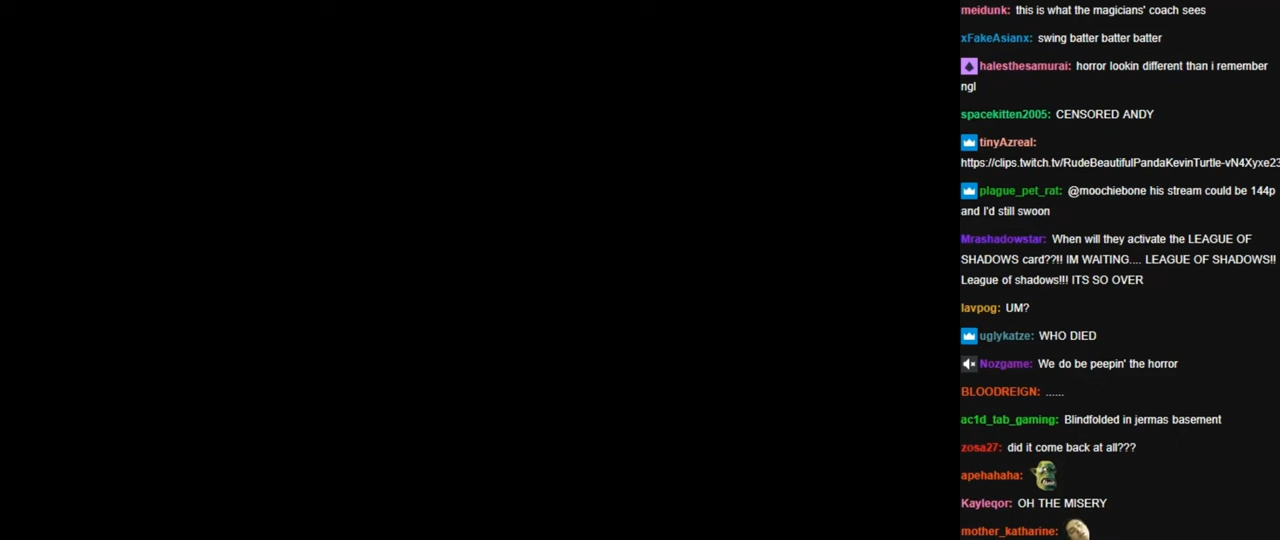 meidunk: this is what the magicians' coach sees
xFakeAsianx: swing batter batter batter
halesthesamurai: horror lookin different than i remember
ngl
spacekitten2005: CENSORED ANDY
tinyAzreal:
https://clips.twitch.tv/RudeBeautifulPandaKevinTurtle-vN4Xyxe23
plague_pet_rat: @moochiebone his stream could be 144p
and I'd still swoon
Mrashadowstar: When will they activate the LEAGUE OF
SHADOWS card??!! IM WAITING.... LEAGUE OF SHADOWS!!
League of shadows!!! ITS SO OVER
lavpog: UM?
uglykatze: WHO DIED
Nozgame: We do be peepin' the horror
BLOODREIGN: ......
ac1d_tab_gaming: Blindfolded in jermas basement
zosa27: did it come back at all???
apehahaha:
Kayleqor: OH THE MISERY
mother_katharine: